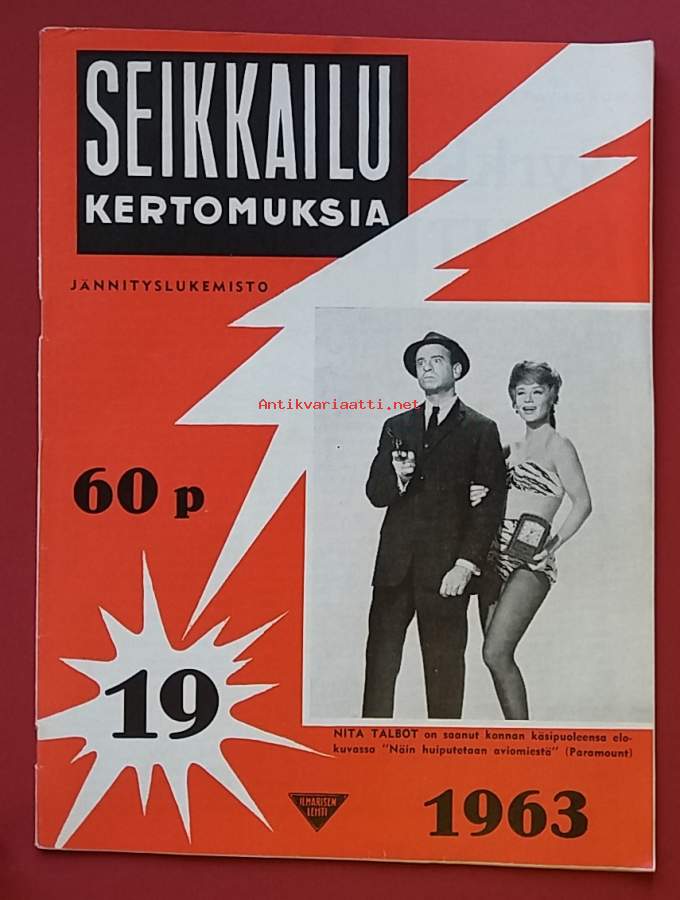 SEIKKAILU
KERTOMUKSIA
JÄNNITYSLUKEMISTO
Antikvariaatti.net
60 p
19
NITA TALBOT on saanut konnan käsipuoleensa elo-
kuvassa "Näin huiputetaan aviomiestä" (Paramount)
ILMARISEN
LEHTI
1963